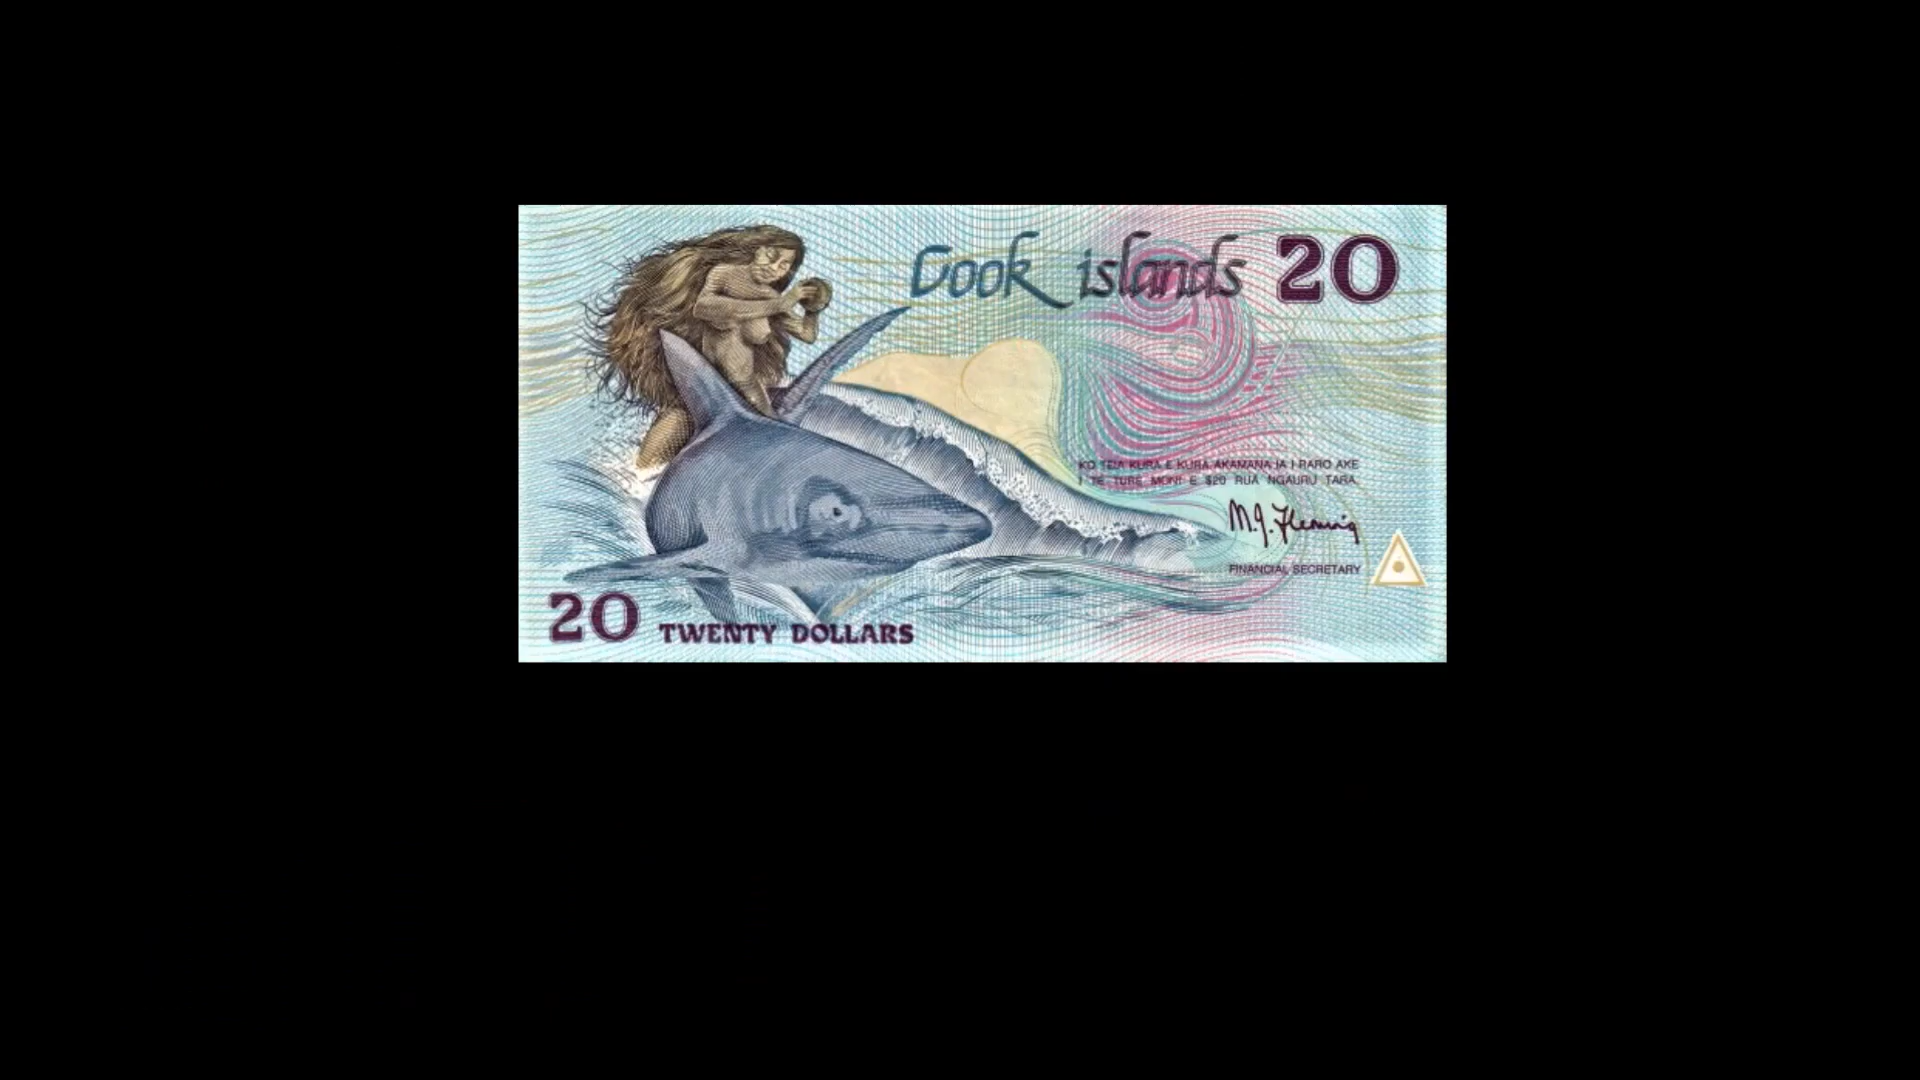 Cook islands 20
KO TEIA KURA E KURA AKAMANA IA I RARO AKE
I TE TURE MONI E $20 RUA NGAURU TARA.
M.J. Fleming
FINANCIAL SECRETARY
20 TWENTY DOLLARS